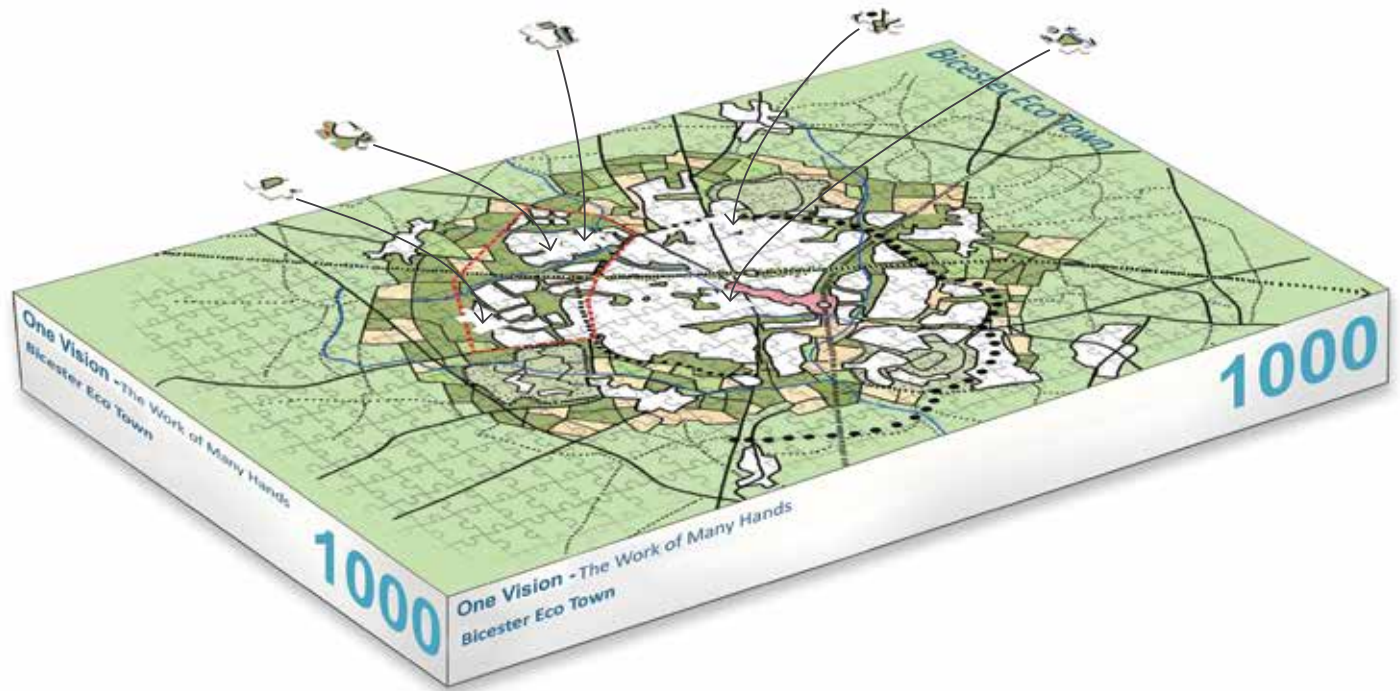 Bicester Eco Town
One Vision - The Work of Many Hands
Bicester Eco Town
1000
One Vision - The Work of Many Hands
Bicester Eco Town
1000